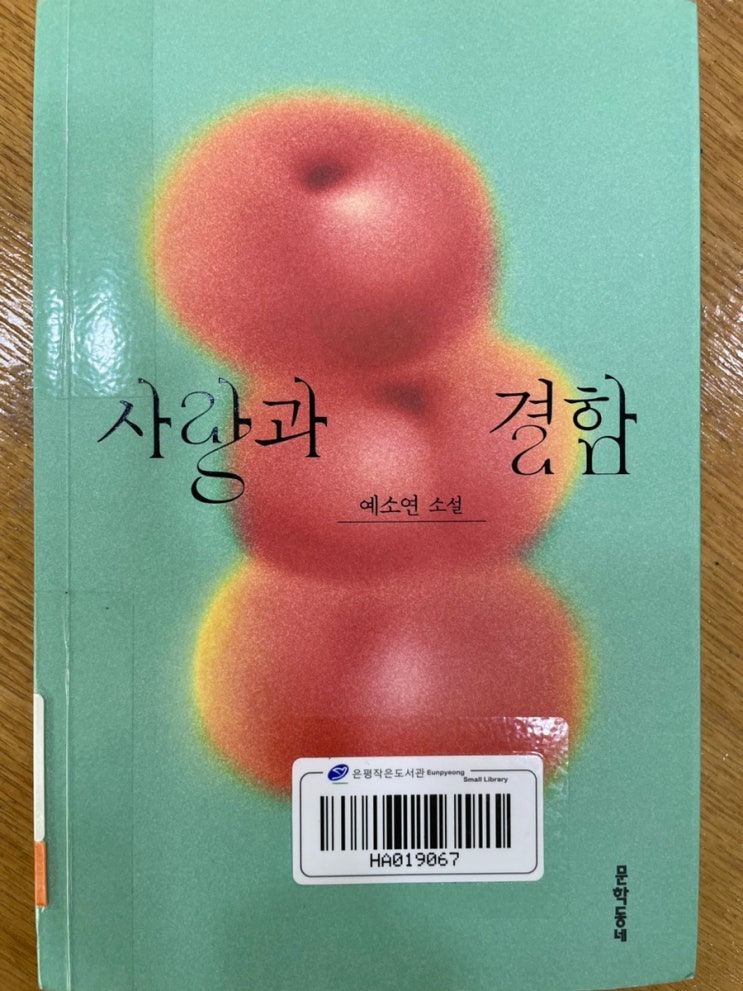 사랑과 결함
예소연 소설
은평작은도서관 Eunpyeong
Small Library
HA019067
문학동네